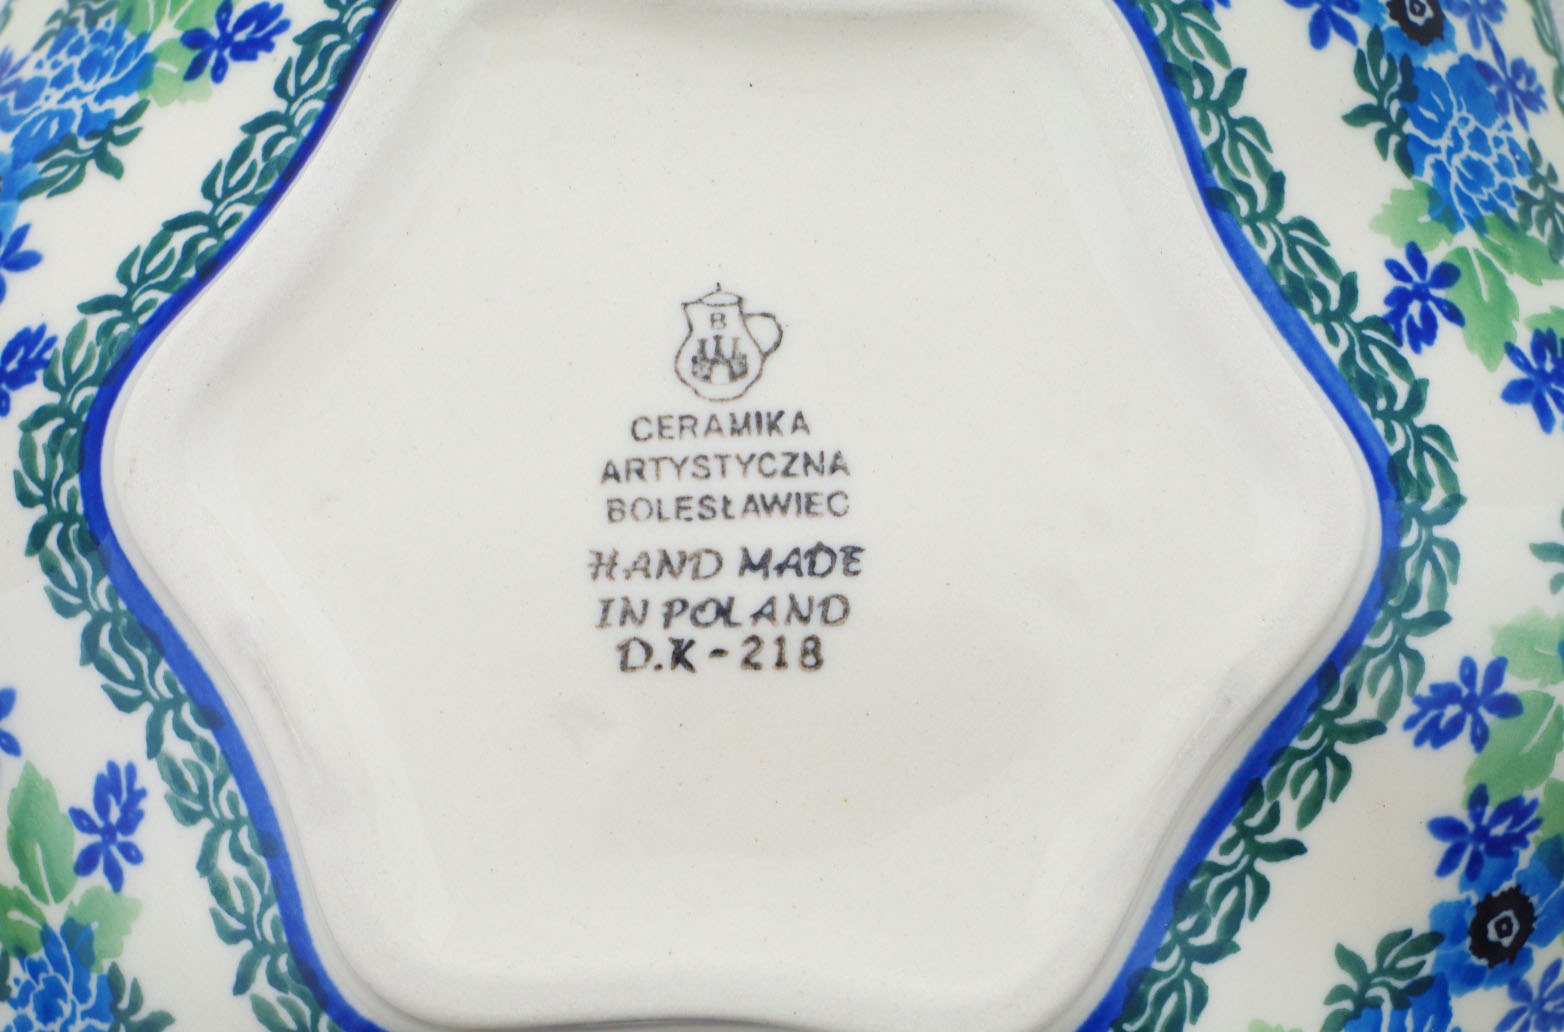 B
CERAMIKA
ARTYSTYCZNA
BOLESŁAWIEC
HAND MADE
IN POLAND
D.K-218